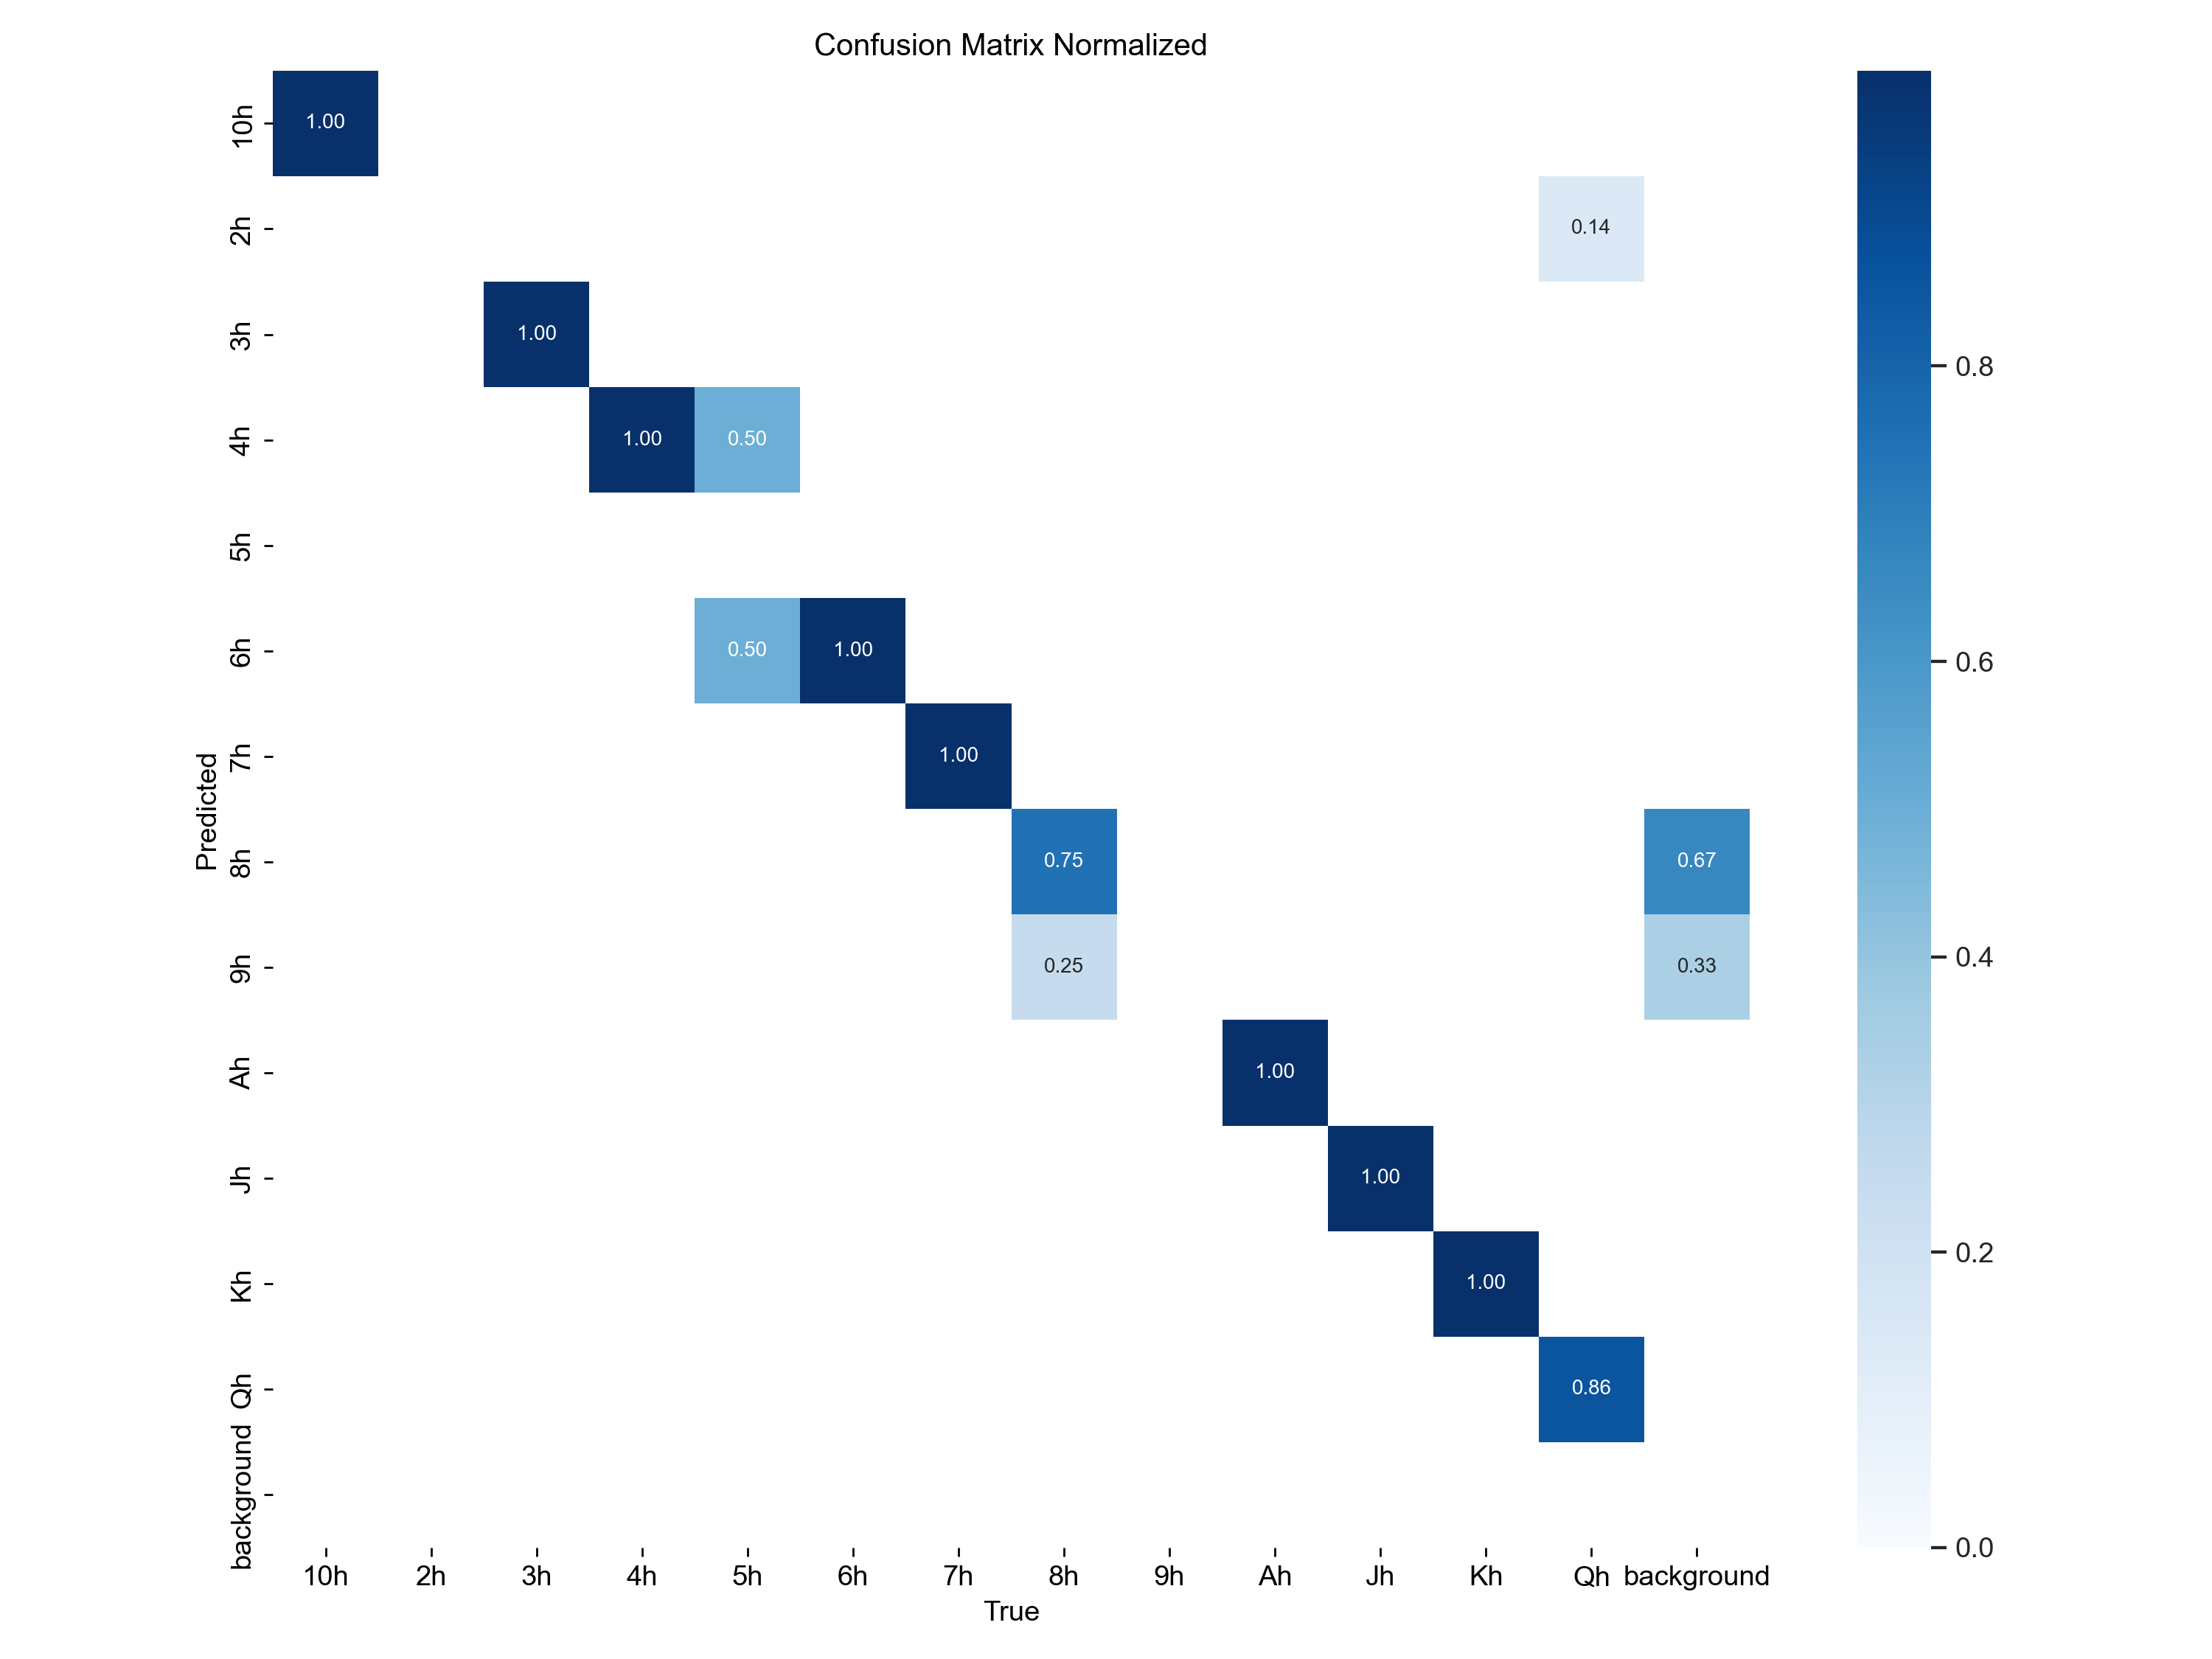 Confusion Matrix Normalized
10h 1.00
2h 0.14
3h 1.00
0.8
4h 1.00 0.50
5h
6h 0.50 1.00
0.6
7h 1.00
Predicted
8h 0.75 0.67
9h 0.25 0.33
0.4
Ah 1.00
Jh 1.00
0.2
Kh 1.00
Qh 0.86
background
0.0
10h 2h 3h 4h 5h 6h 7h 8h 9h Ah Jh Kh Qh background
True